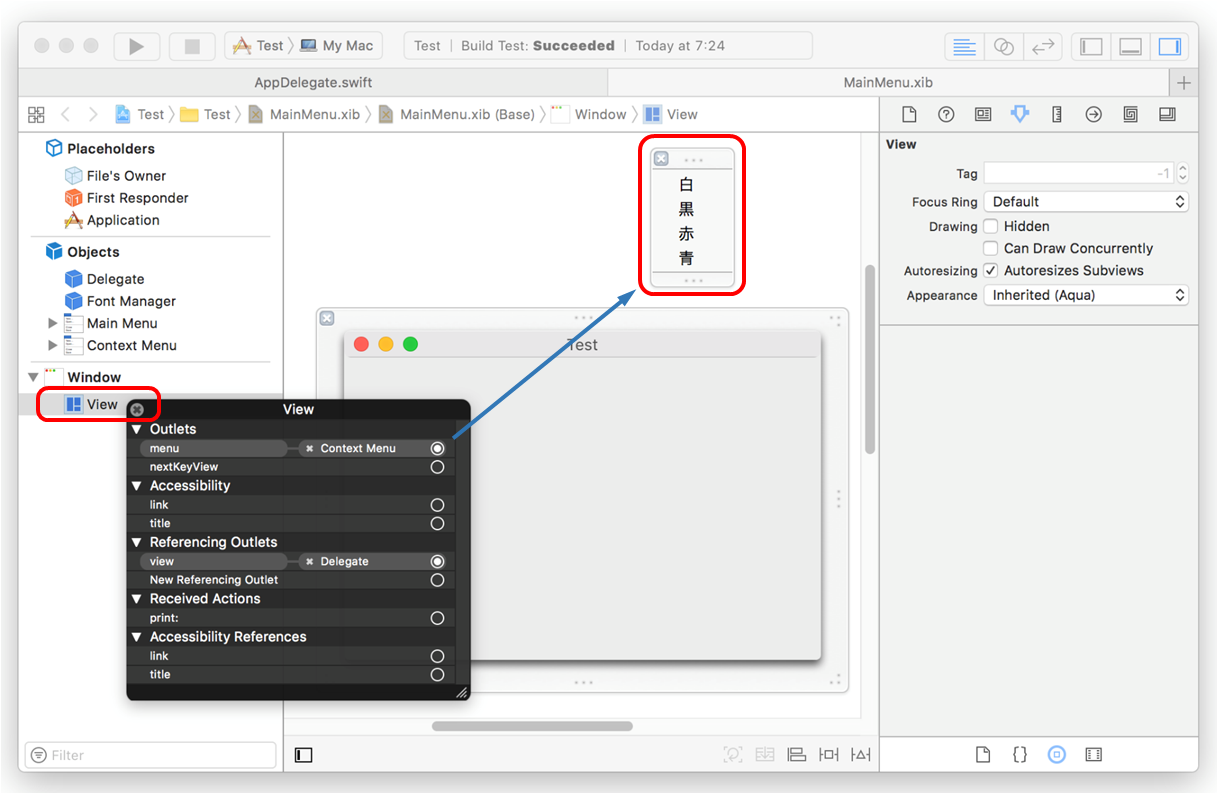 Test My Mac Test | Build Test: Succeeded | Today at 7:24
AppDelegate.swift MainMenu.xib
Test Test MainMenu.xib MainMenu.xib (Base) Window View
Placeholders
File's Owner
First Responder
Application
Objects
Delegate
Font Manager
Main Menu
Context Menu
Window
View
Filter
白
黒
赤
青
Test
View
Outlets
menu Context Menu
nextKeyView
Accessibility
link
title
Referencing Outlets
view Delegate
New Referencing Outlet
Received Actions
print:
Accessibility References
link
title
View
Tag -1
Focus Ring Default
Drawing Hidden
Can Draw Concurrently
Autoresizing Autoresizes Subviews
Appearance Inherited (Aqua)